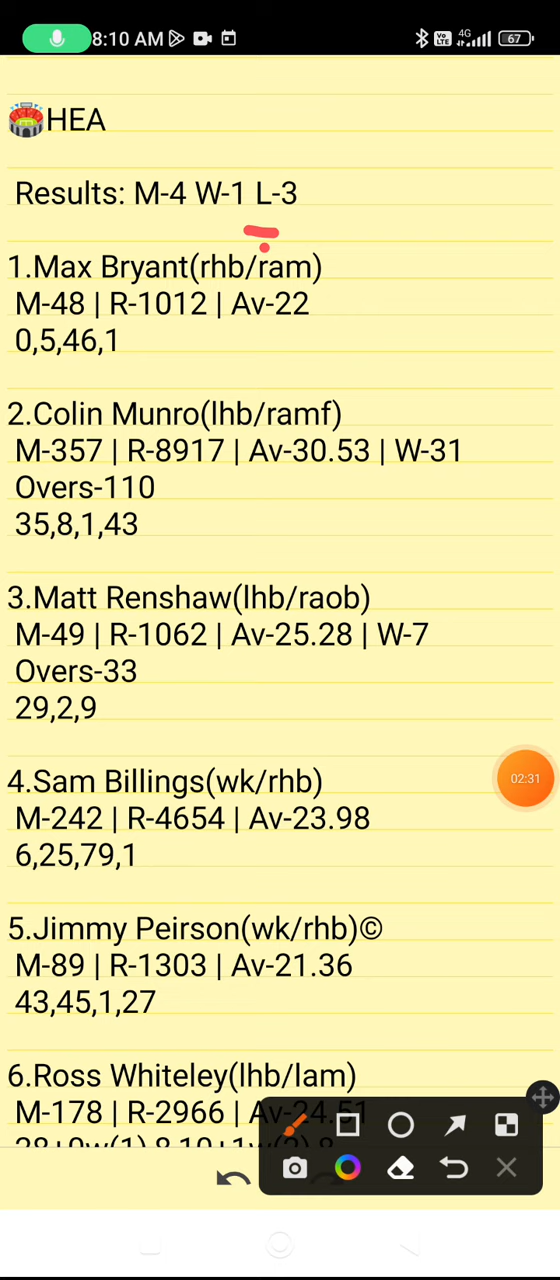 8:10 AM
Vo LTE 4G 67
HEA
Results: M-4 W-1 L-3
1.Max Bryant(rhb/ram)
M-48 | R-1012 | Av-22
0,5,46,1
2.Colin Munro(lhb/ramf)
M-357 | R-8917 | Av-30.53 | W-31
Overs-110
35,8,1,43
3.Matt Renshaw(lhb/raob)
M-49 | R-1062 | Av-25.28 | W-7
Overs-33
29,2,9
02:31
4.Sam Billings(wk/rhb)
M-242 | R-4654 | Av-23.98
6,25,79,1
5.Jimmy Peirson(wk/rhb)©
M-89 | R-1303 | Av-21.36
43,45,1,27
6.Ross Whiteley(lhb/lam)
M-178 | R-2966 | Av-24.51